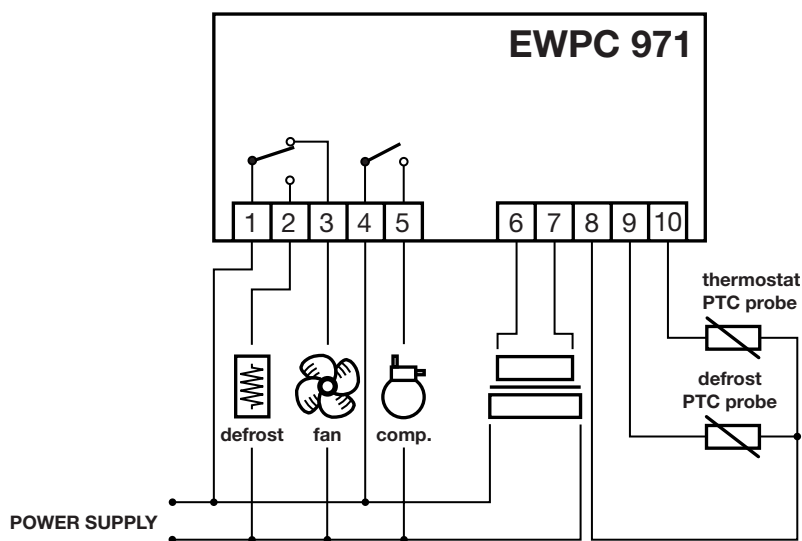 EWPC 971
1 2 3 4 5 6 7 8 9 10
thermostat
PTC probe
defrost
PTC probe
defrost fan comp.
POWER SUPPLY